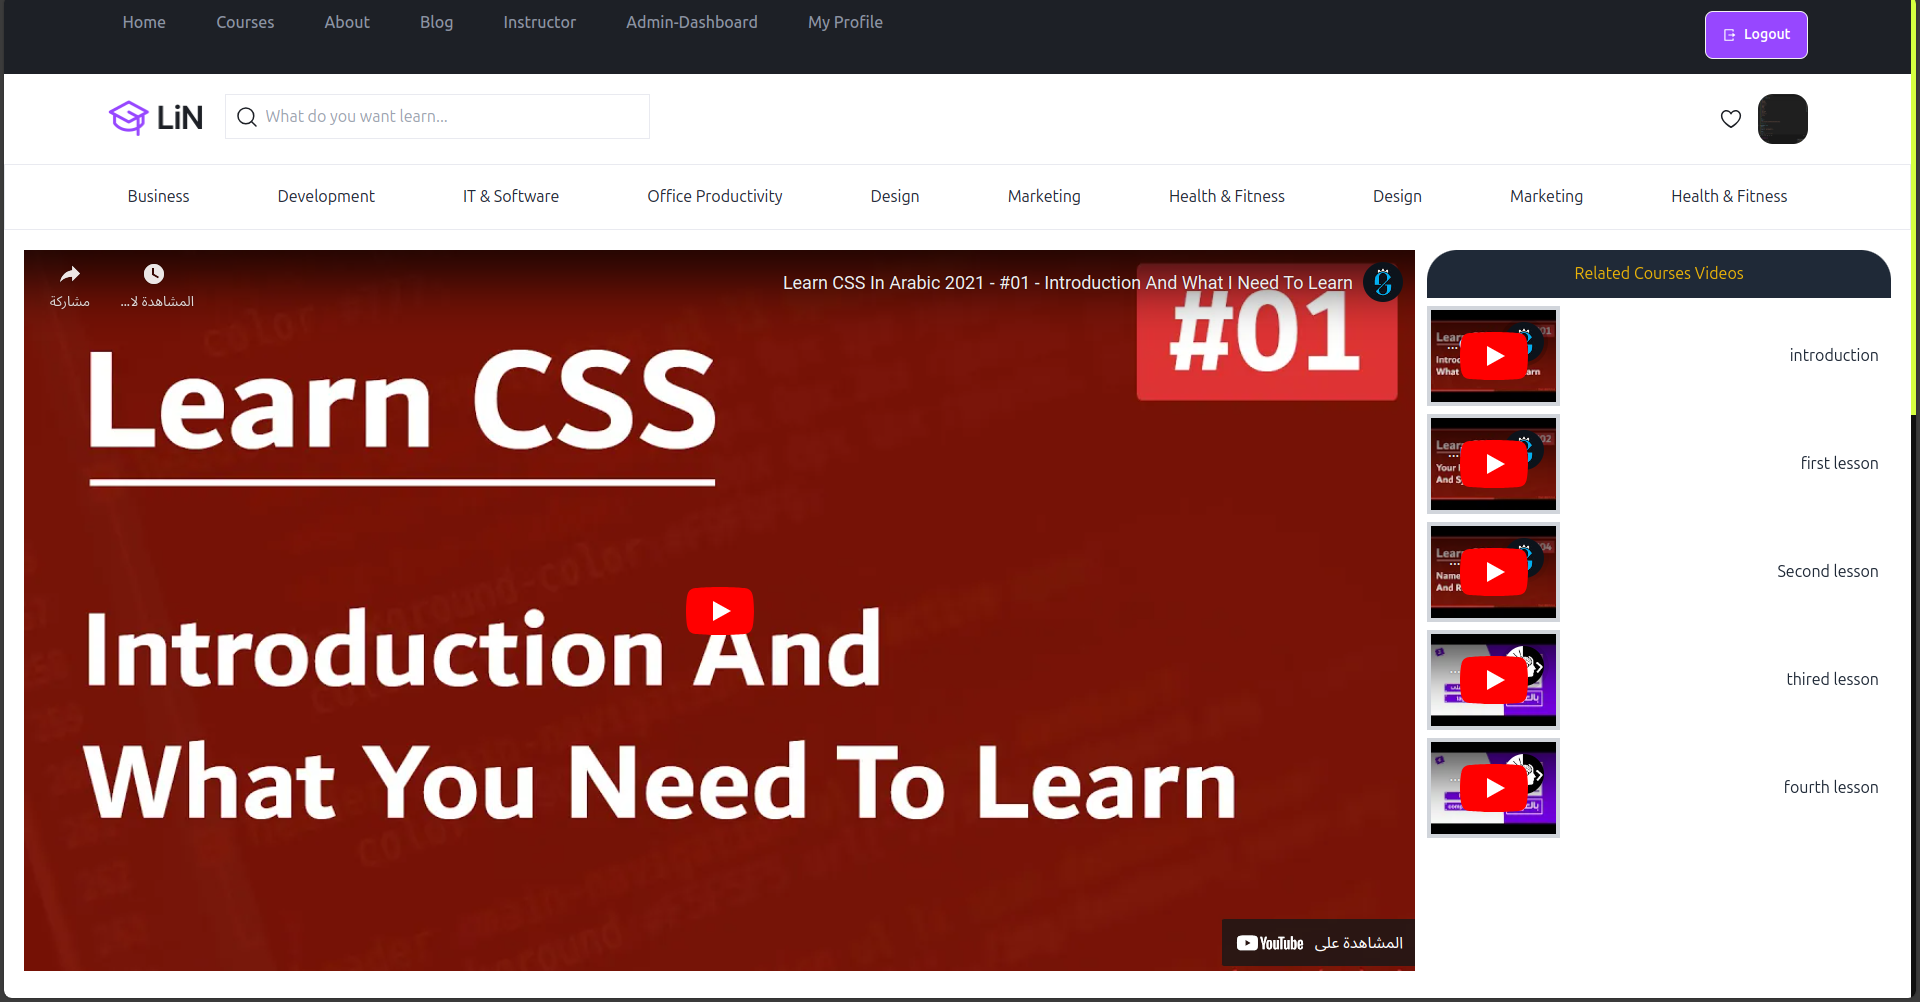 Home Courses About Blog Instructor Admin-Dashboard My Profile Logout
LiN What do you want learn...
Business Development IT & Software Office Productivity Design Marketing Health & Fitness Design Marketing Health & Fitness
مشاركة
المشاهدة لا...
Learn CSS In Arabic 2021 - #01 - Introduction And What I Need To Learn
#01
Learn CSS
Introduction And
What You Need To Learn
المشاهدة على YouTube
Related Courses Videos
introduction
first lesson
Second lesson
thired lesson
fourth lesson